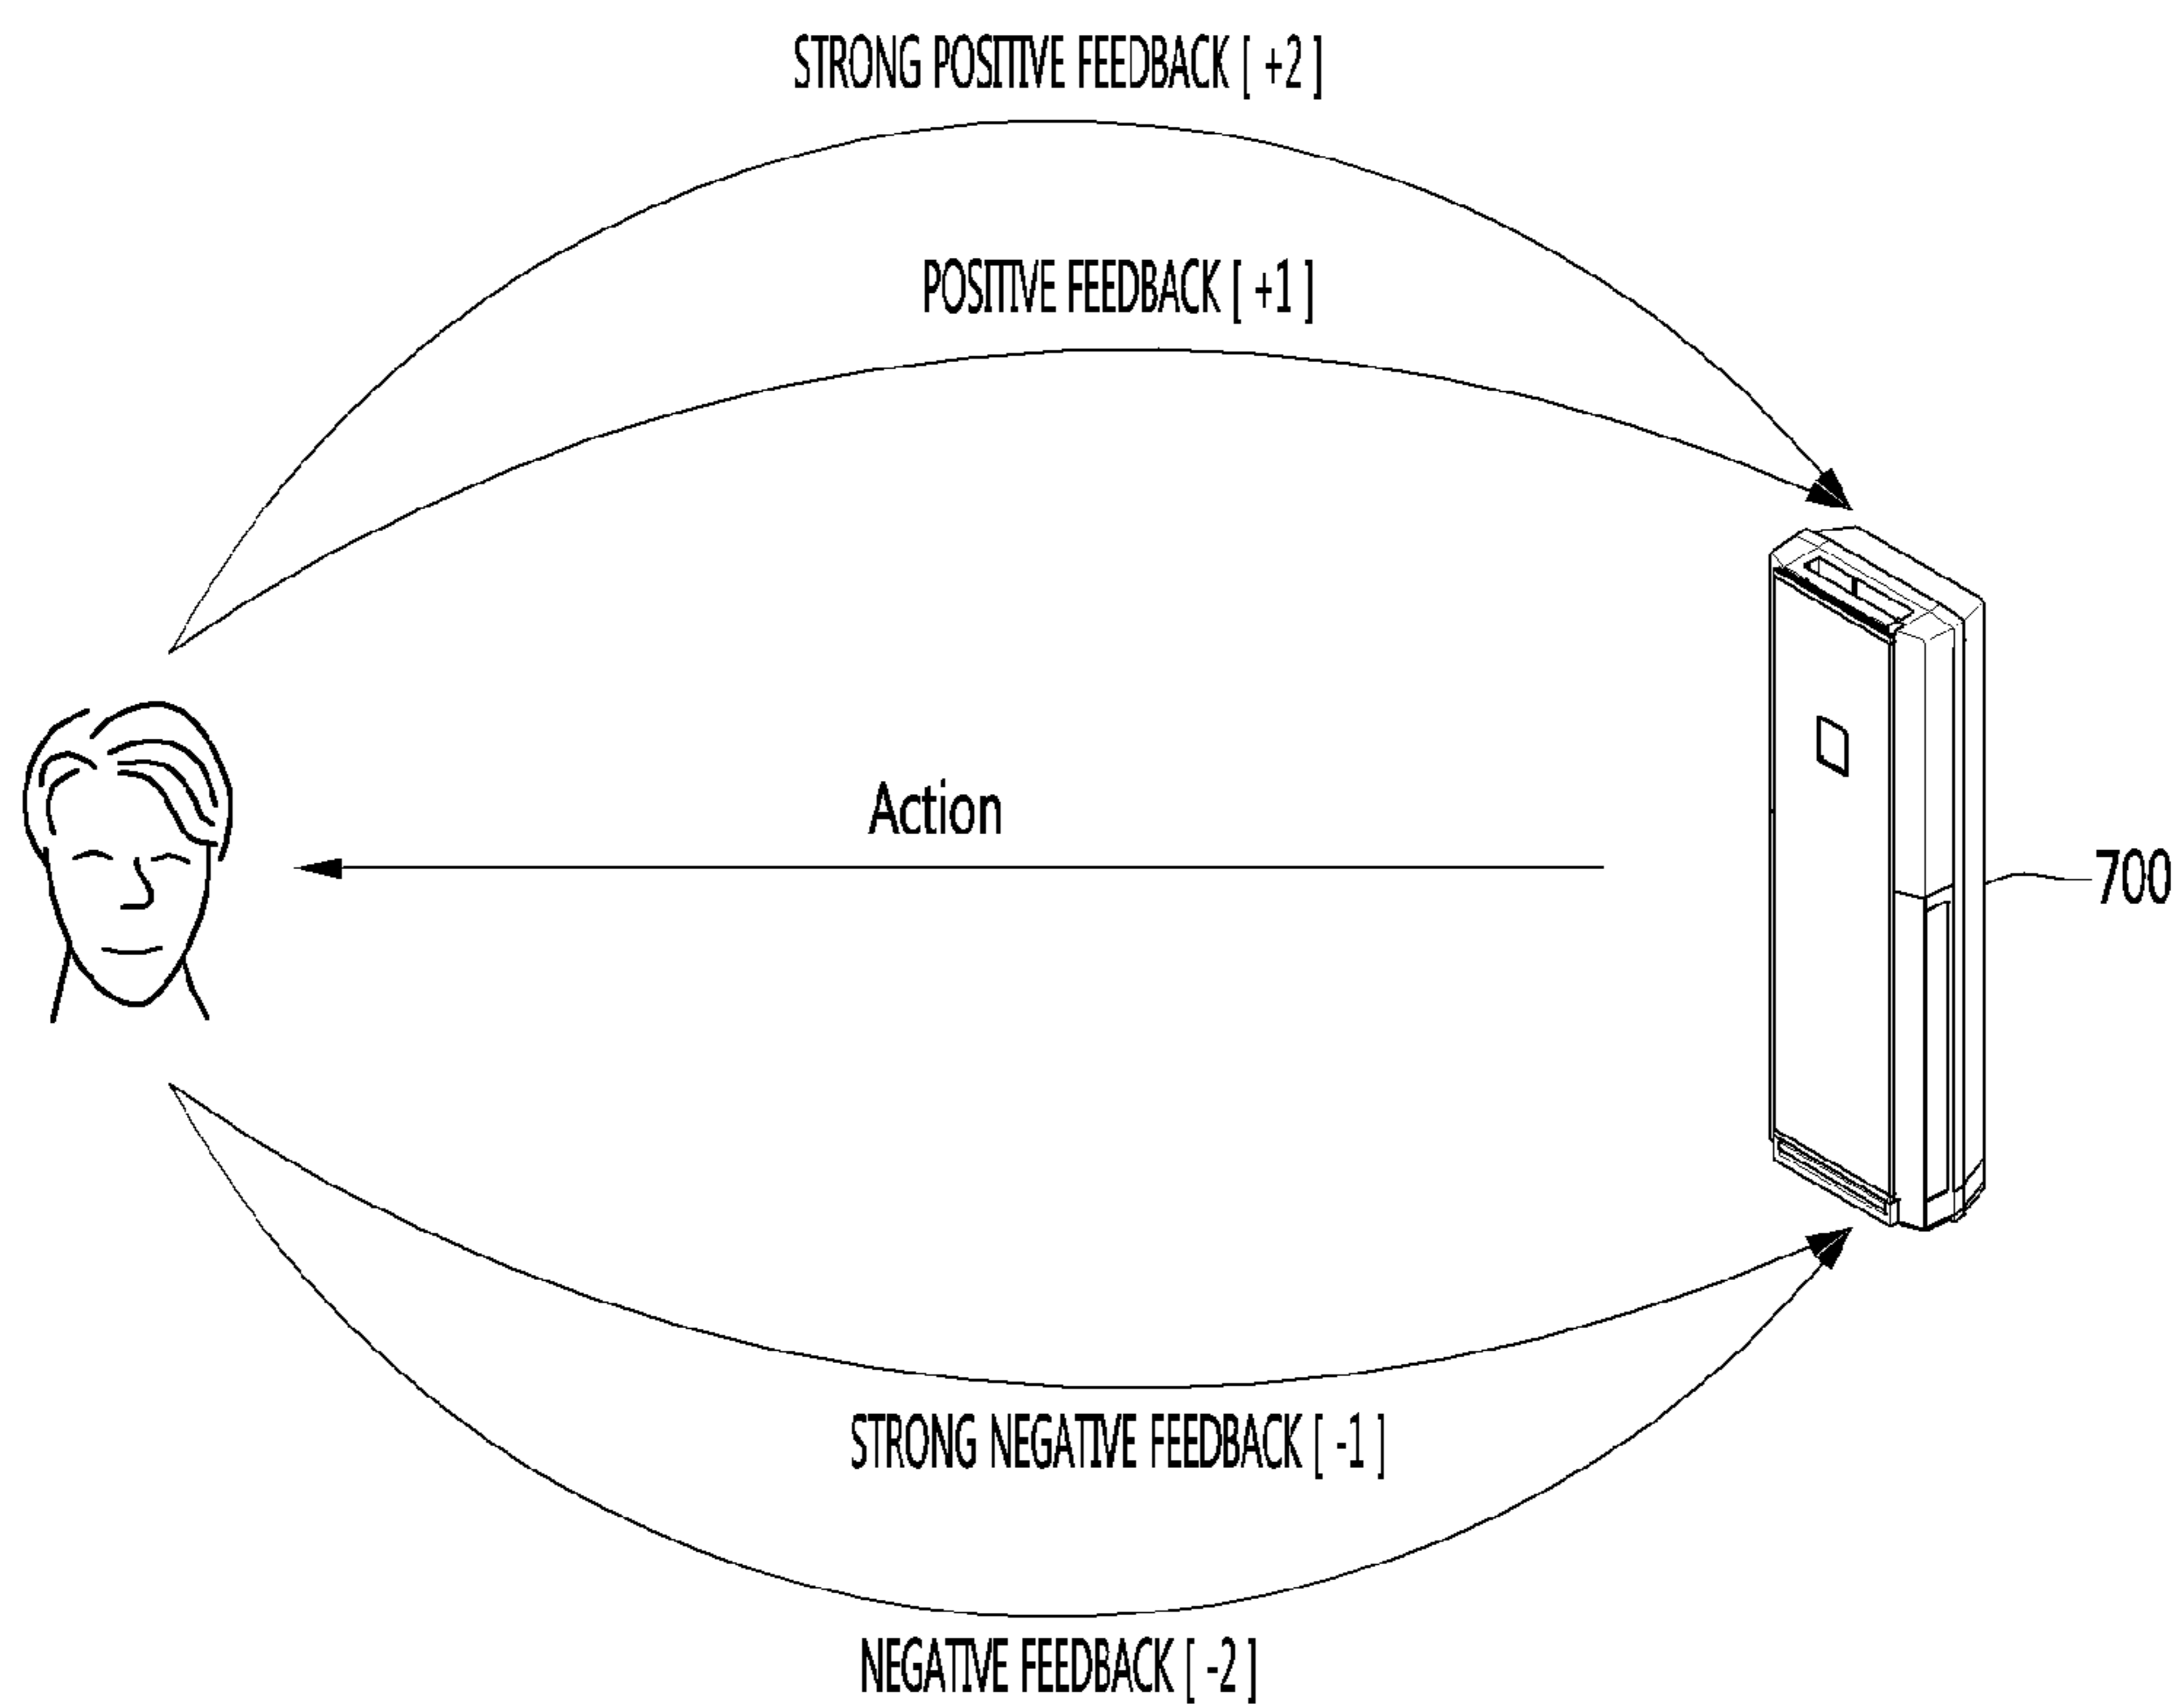 STRONG POSITIVE FEEDBACK [ +2 ]
POSITIVE FEEDBACK [ +1 ]
Action
700
STRONG NEGATIVE FEEDBACK [ -1 ]
NEGATIVE FEEDBACK [ -2 ]